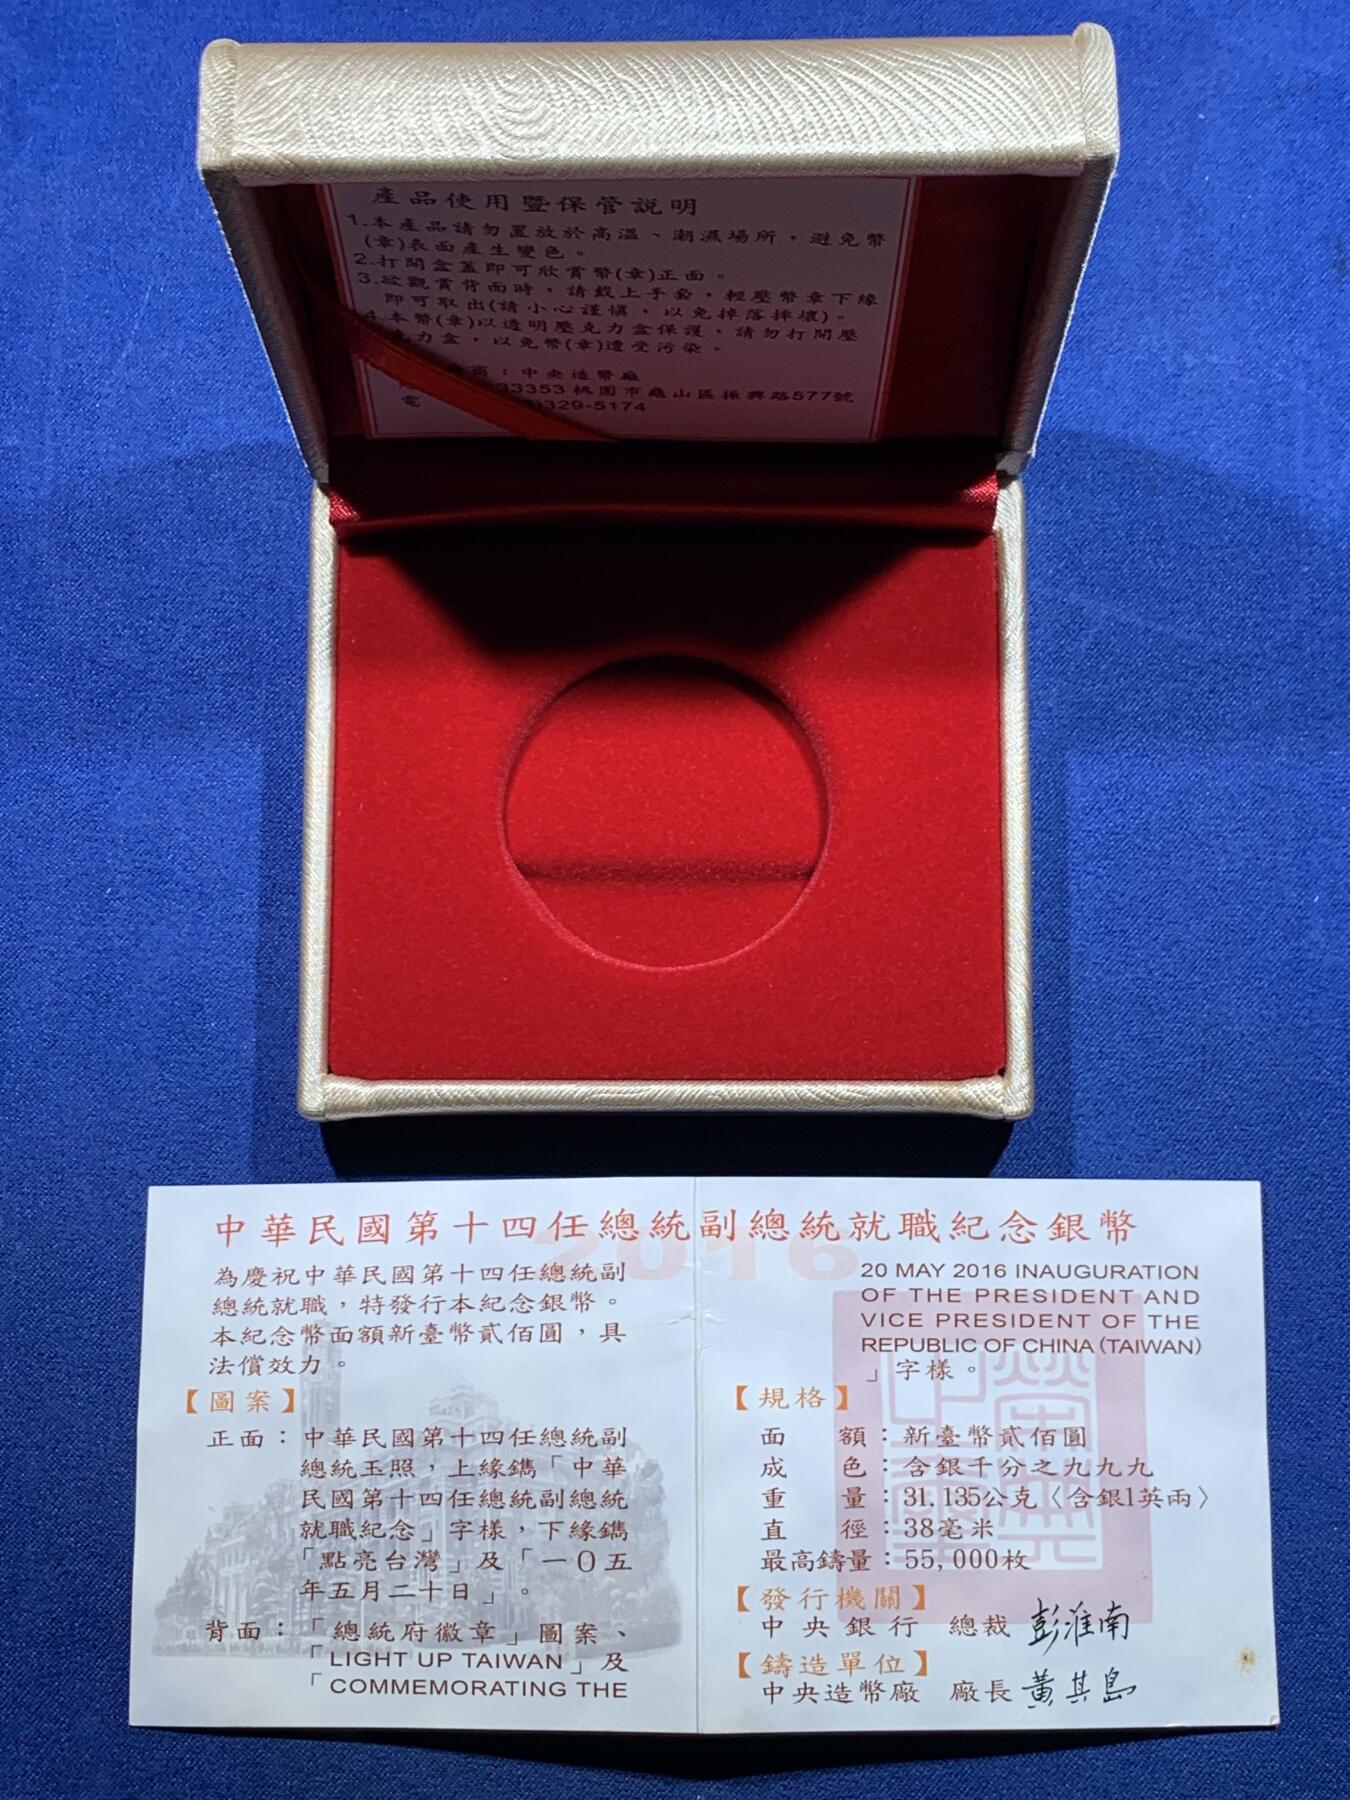 產品使用暨保管説明
1.本產品請勿置放於高溫、潮濕場所，避免幣
(章)表面產生變色。
2.打開盒蓋即可欣賞幣(章)正面。
3.欲觀賞背面時，請戴上手套，輕壓幣章下緣
即可取出(請小心謹慎，以免掉落摔壞)。
4.本幣(章)以透明壓克力盒保護，請勿打開壓
克力盒，以免幣(章)遭受污染。
商：中央造幣廠
33353桃園市龜山區振興路577號
電 )329-5174
2016
中華民國第十四任總統副總統就職紀念銀幣
為慶祝中華民國第十四任總統副
總統就職，特發行本紀念銀幣。
本紀念幣面額新臺幣貳佰圓，具
法償效力。
【圖案】
正面：中華民國第十四任總統副
總統玉照，上緣鐫「中華
民國第十四任總統副總統
就職紀念」字樣，下緣鐫
「點亮台灣」及「一０五
年五月二十日」。
背面：「總統府徽章」圖案、
「LIGHT UP TAIWAN」及
「COMMEMORATING THE
20 MAY 2016 INAUGURATION
OF THE PRESIDENT AND
VICE PRESIDENT OF THE
REPUBLIC OF CHINA (TAIWAN)
」字樣。
【規格】
面額：新臺幣貳佰圓
成色：含銀千分之九九九
重量：31.135公克〈含銀1英兩〉
直徑：38毫米
最高鑄量：55,000枚
【發行機關】
中央銀行 總裁 彭淮南
【鑄造單位】
中央造幣廠 廠長 黃其島